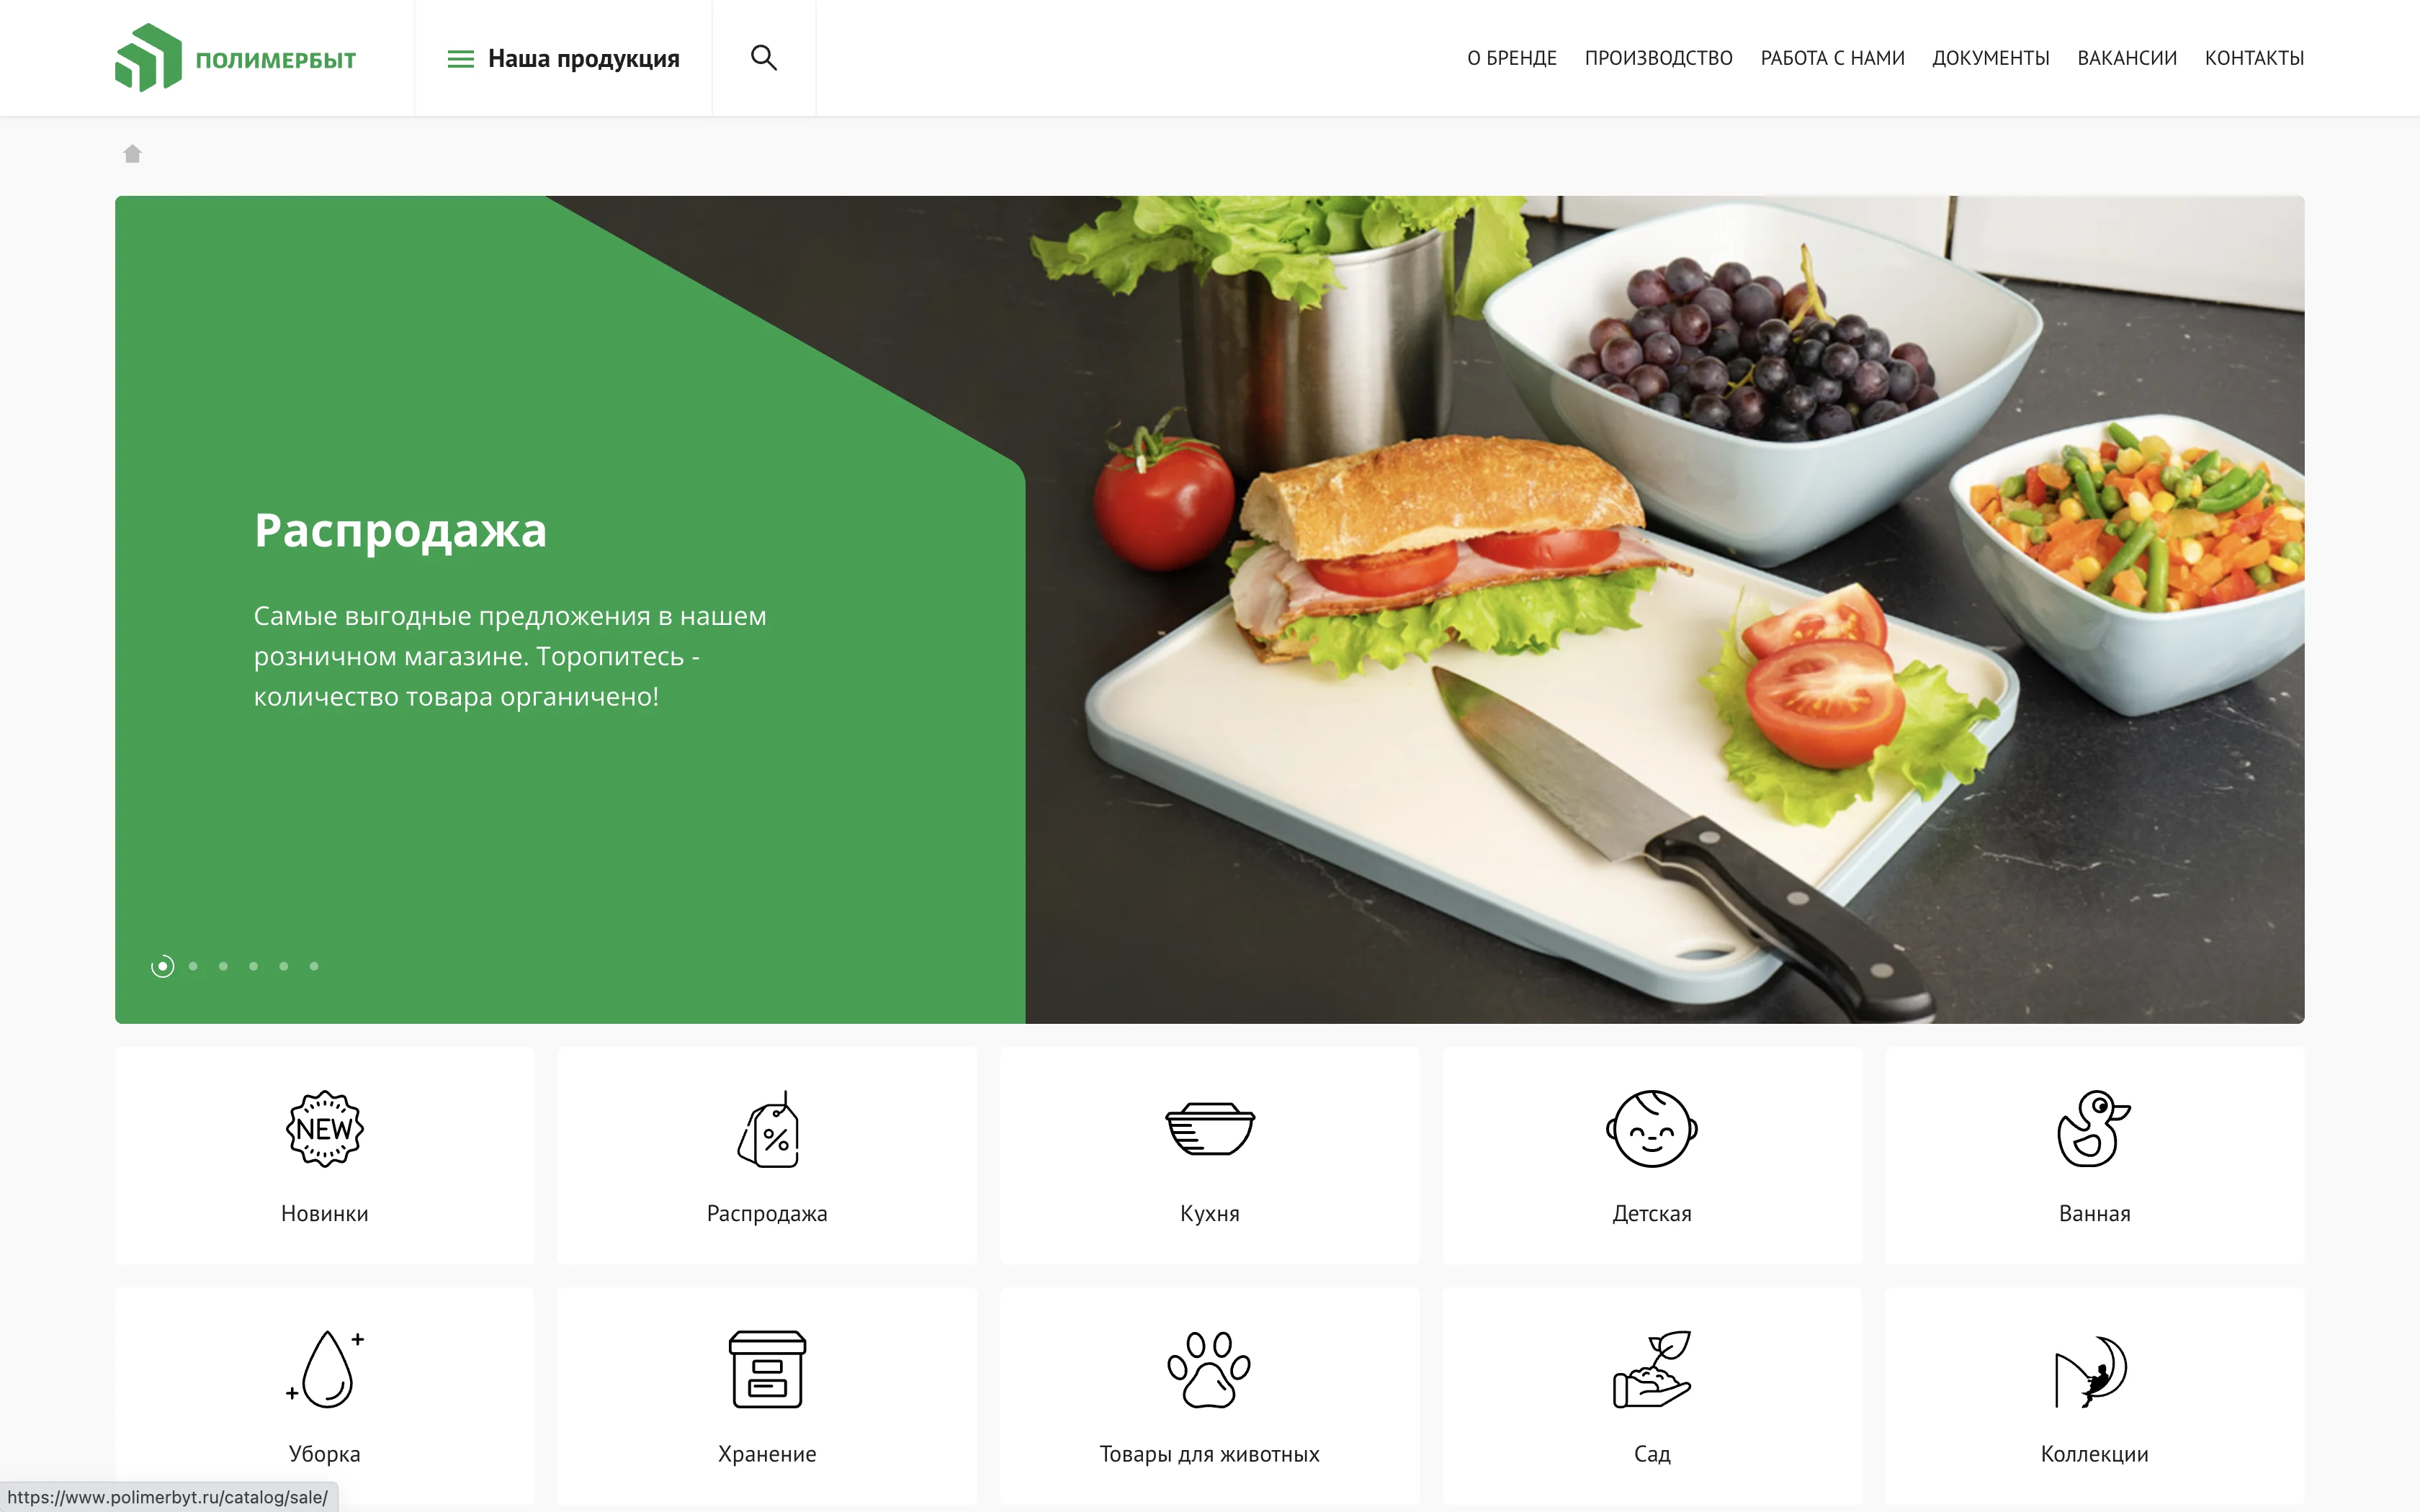 ПОЛИМЕРБЫТ
Наша продукция
О БРЕНДЕ ПРОИЗВОДСТВО РАБОТА С НАМИ ДОКУМЕНТЫ ВАКАНСИИ КОНТАКТЫ
Распродажа
Самые выгодные предложения в нашем
розничном магазине. Торопитесь -
количество товара органичено!
NEW
Новинки
%
Распродажа
Кухня
Детская
Ванная
Уборка
Хранение
Товары для животных
Сад
Коллекции
https://www.polimerbyt.ru/catalog/sale/